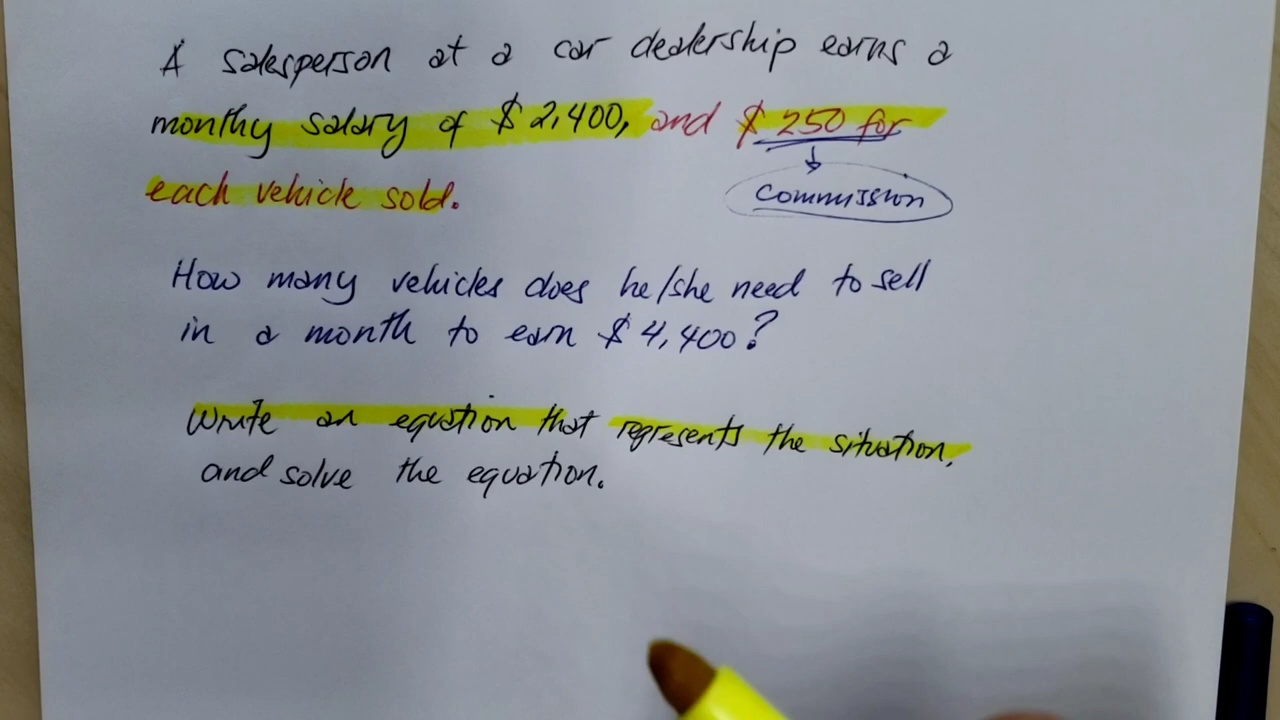 A salesperson at a car dealership earns a
monthy salary of $2,400, and $250 for
each vehicle sold.
Commission
How many vehicles does he/she need to sell
in a month to earn $4,400?
Write an equation that represents the situation,
and solve the equation.